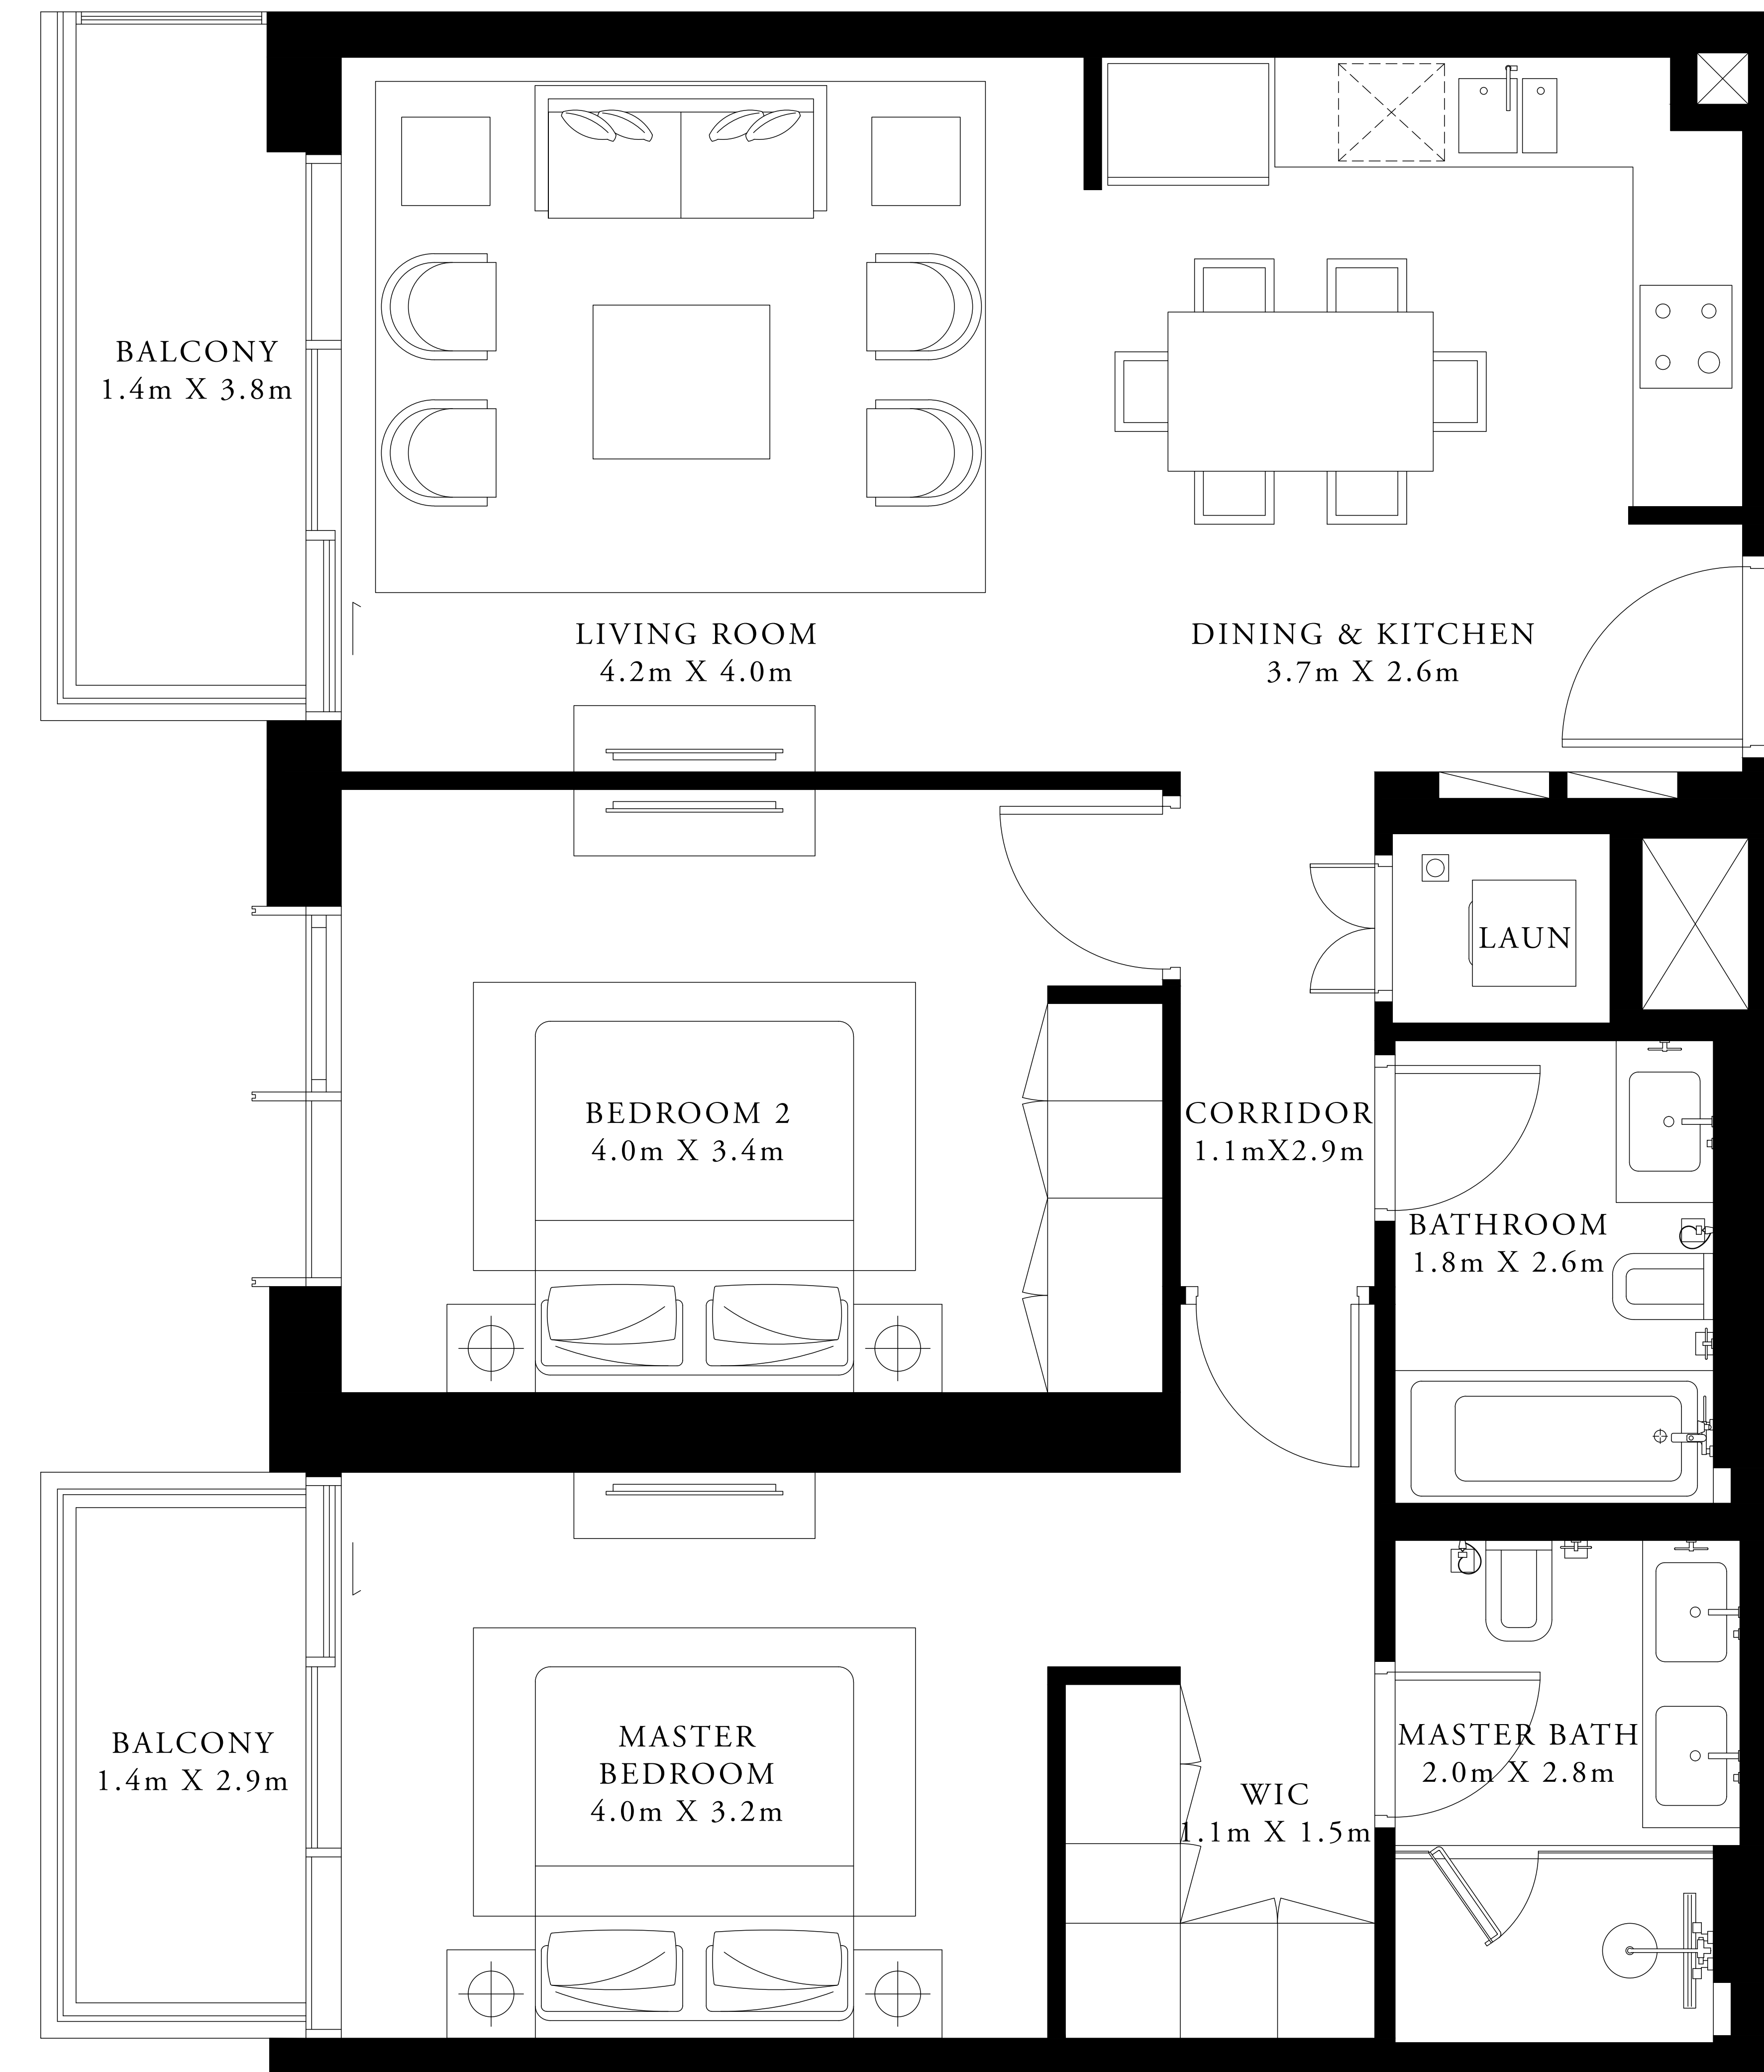 BALCONY
1.4m X 3.8m
LIVING ROOM
4.2m X 4.0m
DINING & KITCHEN
3.7m X 2.6m
LAUN
BEDROOM 2
4.0m X 3.4m
CORRIDOR
1.1mX2.9m
BATHROOM
1.8m X 2.6m
BALCONY
1.4m X 2.9m
MASTER
BEDROOM
4.0m X 3.2m
WIC
1.1m X 1.5m
MASTER BATH
2.0m X 2.8m